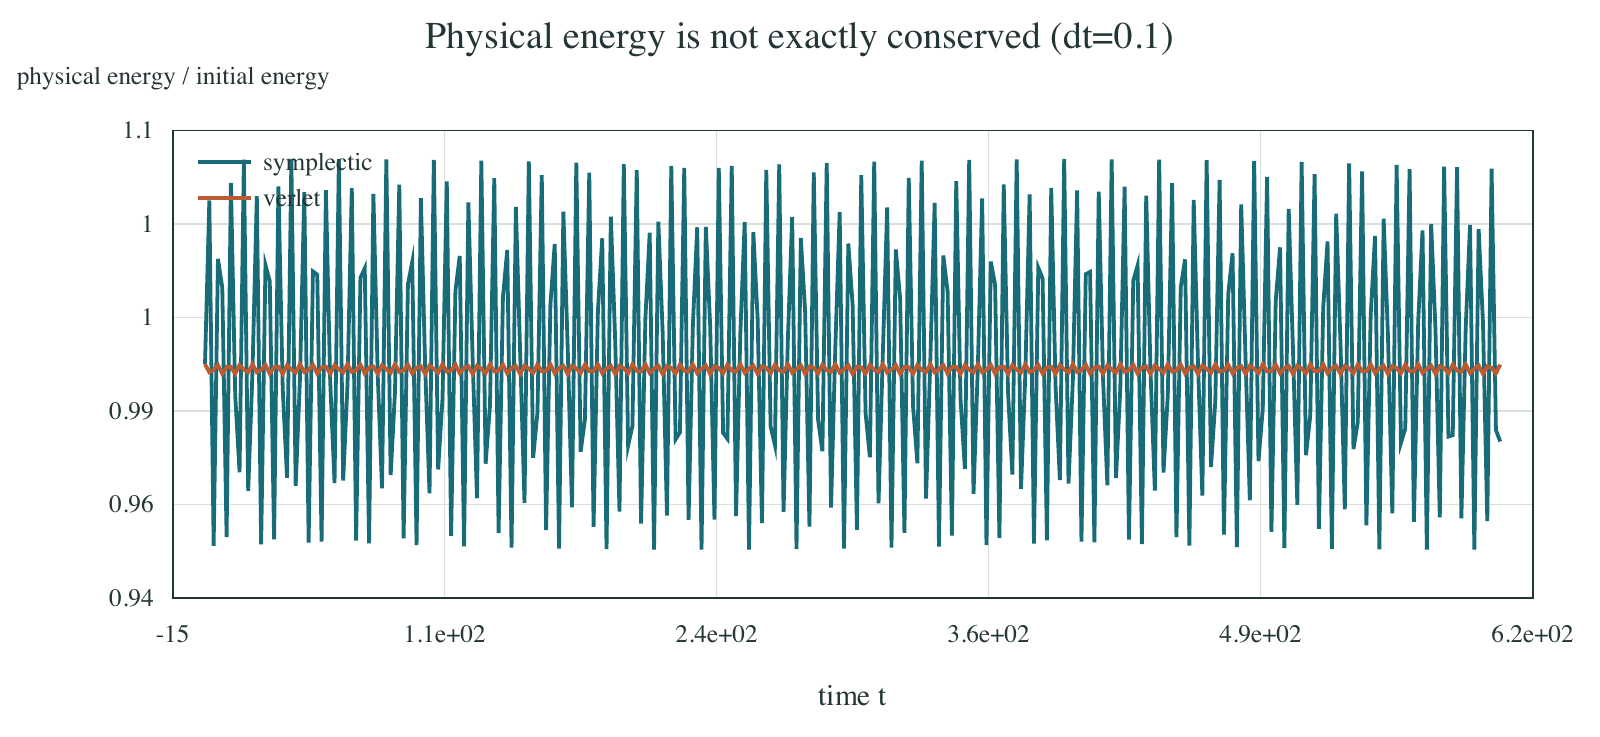 Physical energy is not exactly conserved (dt=0.1)
physical energy / initial energy
1.1
symplectic
verlet
1
1
0.99
0.96
0.94
-15 1.1e+02 2.4e+02 3.6e+02 4.9e+02 6.2e+02
time t